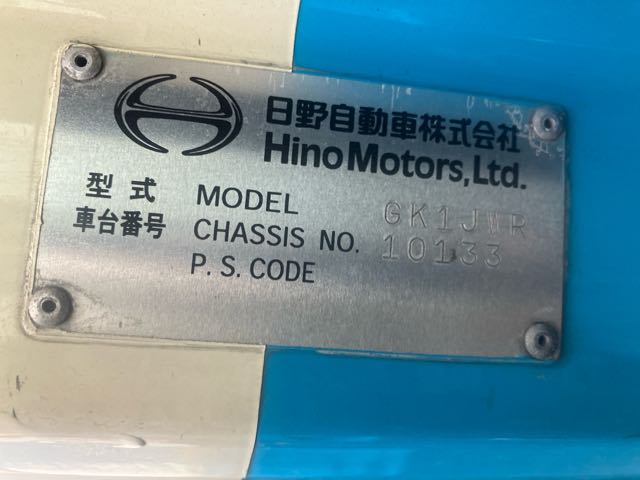 日野自動車株式会社
Hino Motors, Ltd.
型式 MODEL GK1JWR
車台番号 CHASSIS NO. 10133
P. S. CODE